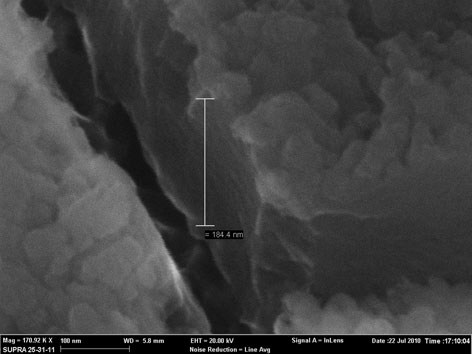 = 184.4 nm
Mag = 170.92 K X 100 nm WD = 5.8 mm EHT = 20.00 kV Signal A = InLens Date :22 Jul 2010 Time :17:10:04
SUPRA 25-31-11 Noise Reduction = Line Avg